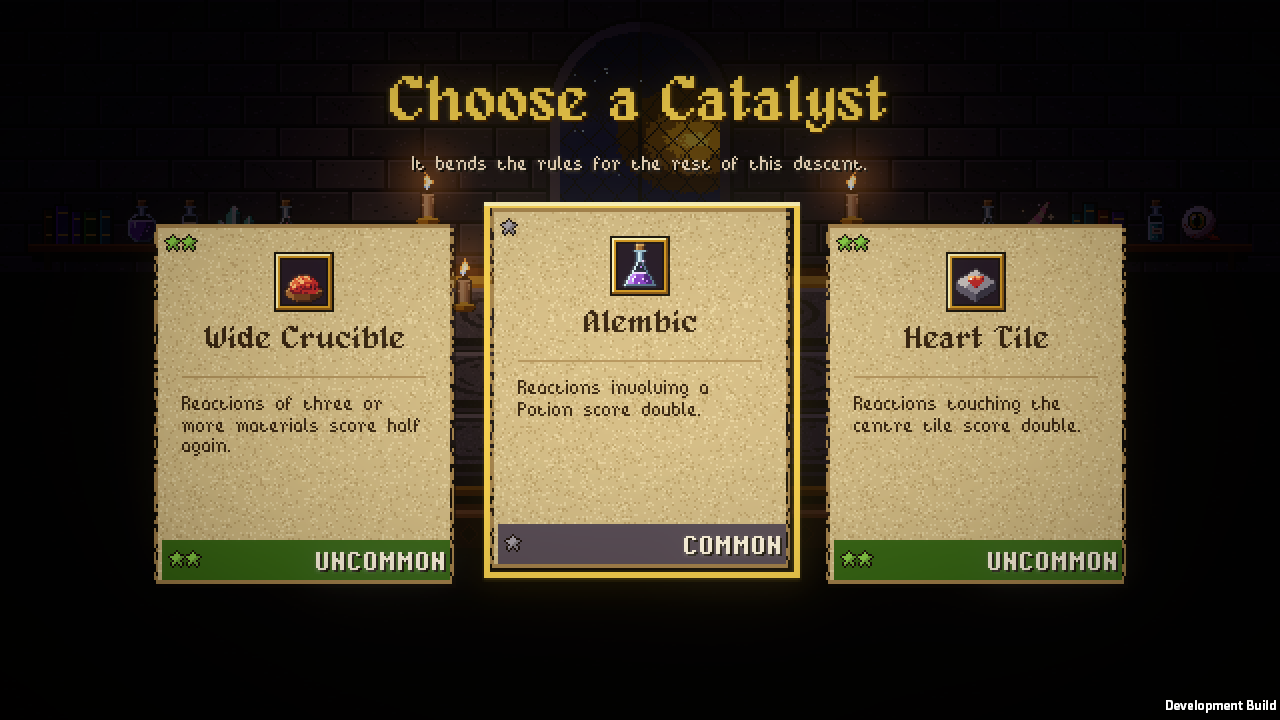 Choose a Catalyst
It bends the rules for the rest of this descent.
Wide Crucible
Reactions of three or
more materials score half
again.
UNCOMMON
Alembic
Reactions involving a
Potion score double.
COMMON
Heart Tile
Reactions touching the
centre tile score double.
UNCOMMON
Development Build